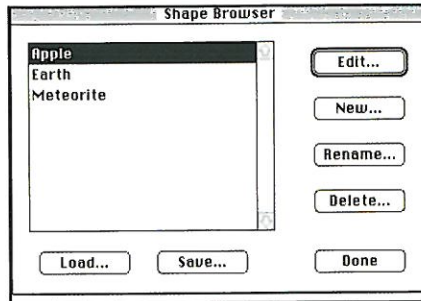 Shape Browser
Apple
Earth
Meteorite
Edit...
New...
Rename...
Delete...
Load...
Save...
Done